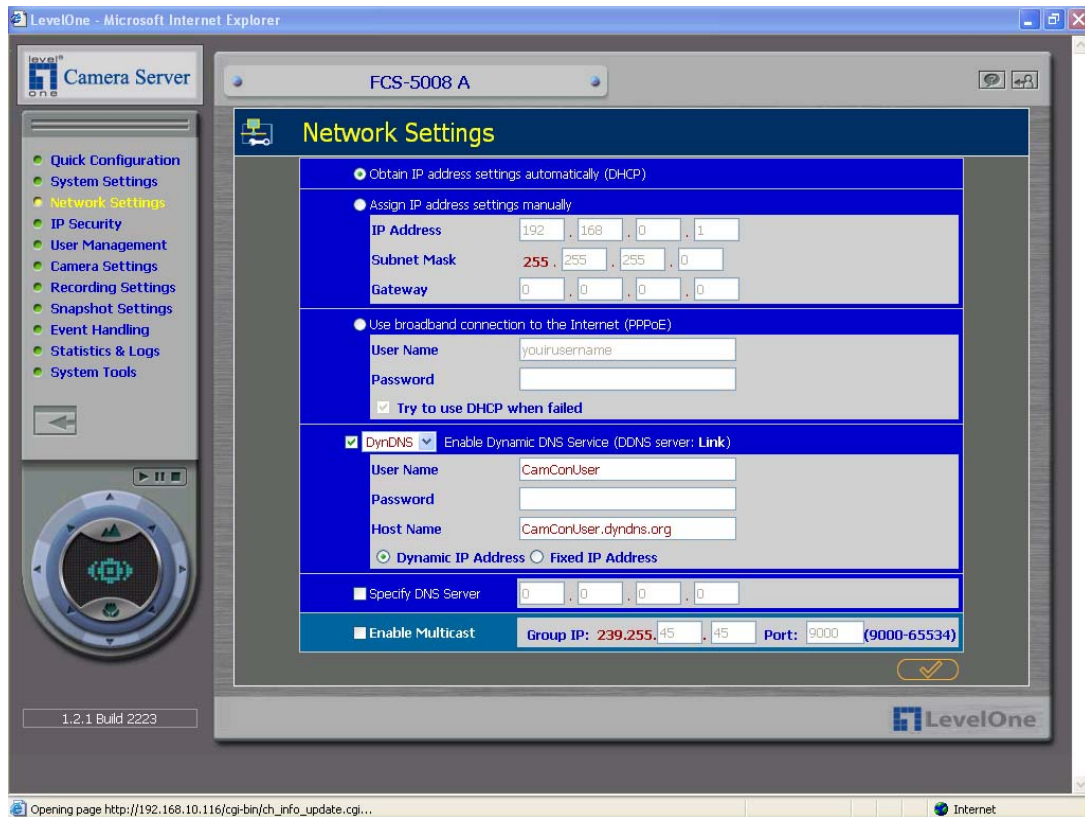 LevelOne - Microsoft Internet Explorer
level
one
Camera Server
FCS-5008 A
Network Settings
Quick Configuration
System Settings
Network Settings
IP Security
User Management
Camera Settings
Recording Settings
Snapshot Settings
Event Handling
Statistics & Logs
System Tools
Obtain IP address settings automatically (DHCP)
Assign IP address settings manually
IP Address 192 . 168 . 0 . 1
Subnet Mask 255 . 255 . 255 . 0
Gateway 0 . 0 . 0 . 0
Use broadband connection to the Internet (PPPoE)
User Name youirusername
Password
Try to use DHCP when failed
DynDNS Enable Dynamic DNS Service (DDNS server: Link)
User Name CamConUser
Password
Host Name CamConUser.dyndns.org
Dynamic IP Address Fixed IP Address
Specify DNS Server 0 . 0 . 0 . 0
Enable Multicast Group IP: 239.255. 45 . 45 Port: 9000 (9000-65534)
1.2.1 Build 2223
LevelOne
Opening page http://192.168.10.116/cgi-bin/ch_info_update.cgi... Internet